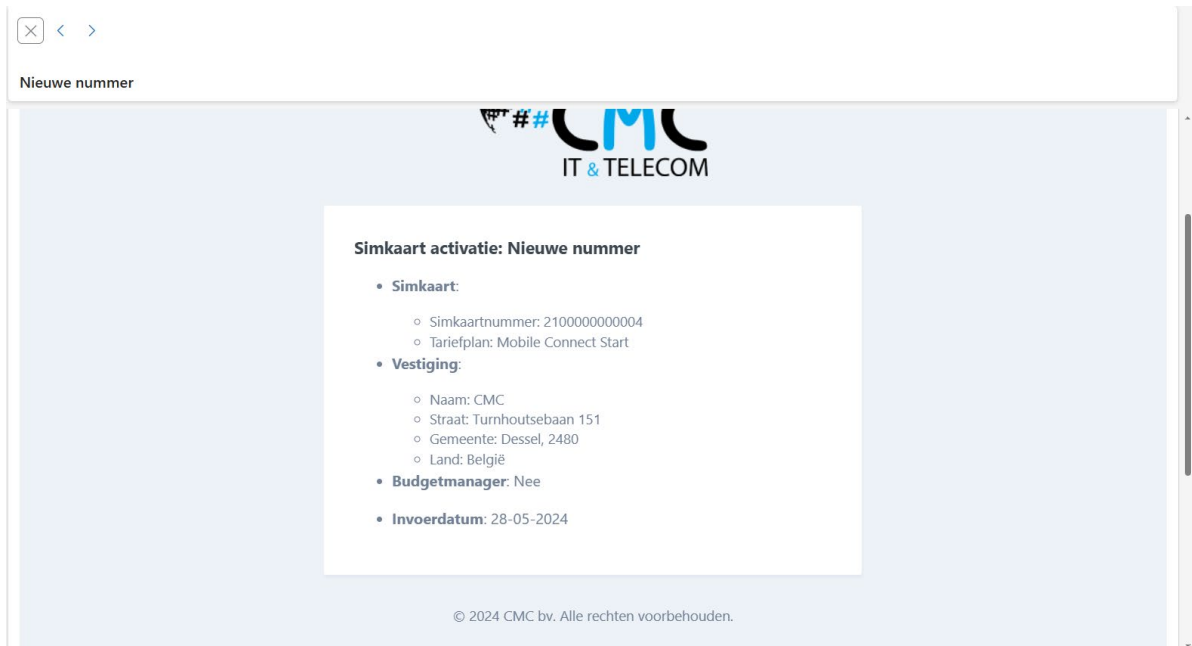 Nieuwe nummer
###CMC
IT & TELECOM
Simkaart activatie: Nieuwe nummer
Simkaart:
Simkaartnummer: 2100000000004
Tariefplan: Mobile Connect Start
Vestiging:
Naam: CMC
Straat: Turnhoutsebaan 151
Gemeente: Dessel, 2480
Land: België
Budgetmanager: Nee
Invoerdatum: 28-05-2024
© 2024 CMC bv. Alle rechten voorbehouden.